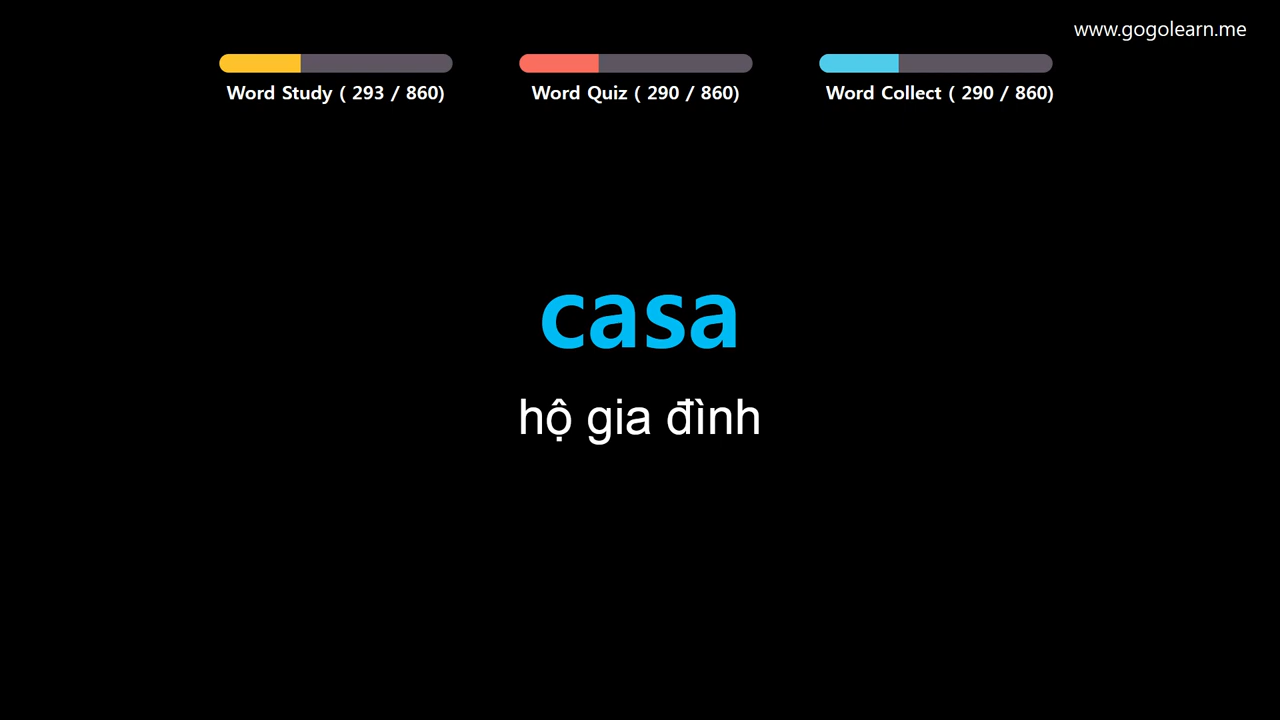 www.gogolearn.me
Word Study ( 293 / 860)
Word Quiz ( 290 / 860)
Word Collect ( 290 / 860)
casa
hộ gia đình